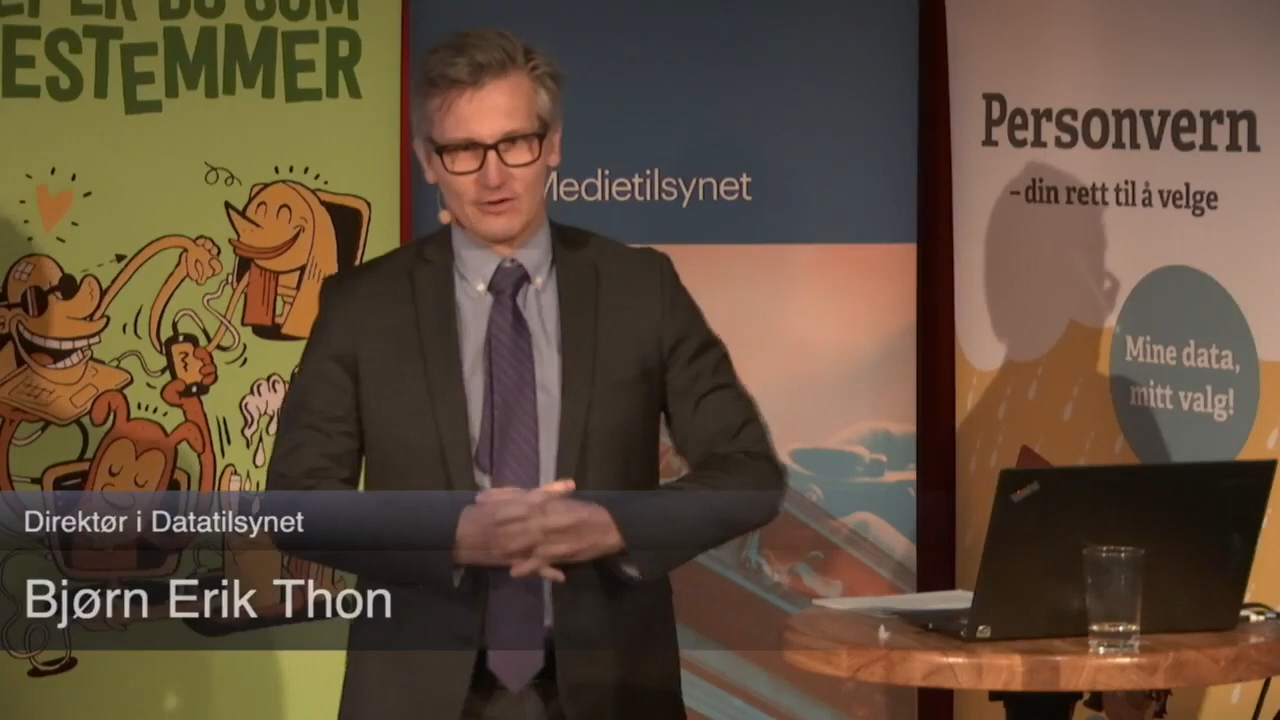 ESTEMMER
Medietilsynet
Personvern
– din rett til å velge
Mine data,
mitt valg!
Direktør i Datatilsynet
Bjørn Erik Thon